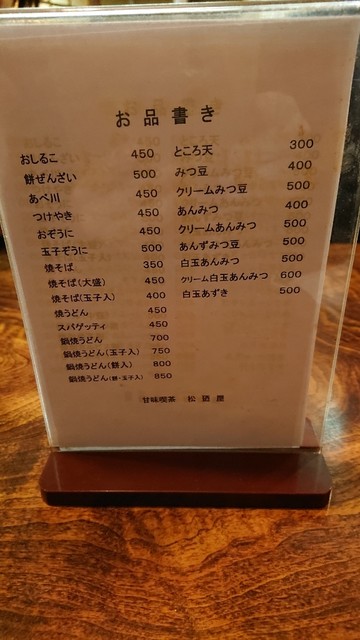 お品書き
おしるこ 450
餅ぜんざい 500
あべ川 450
つけやき 450
おぞうに 450
玉子ぞうに 500
焼そば 350
焼そば(大盛) 450
焼そば(玉子入) 400
焼うどん 450
スパゲッティ 450
鍋焼うどん 700
鍋焼うどん(玉子入) 750
鍋焼うどん(餅入) 800
鍋焼うどん(餅・玉子入) 850
ところ天 300
みつ豆 400
クリームみつ豆 500
あんみつ 400
クリームあんみつ 500
あんずみつ豆 500
白玉あんみつ 500
クリーム白玉あんみつ 600
白玉あずき 500
甘味喫茶 松 屋